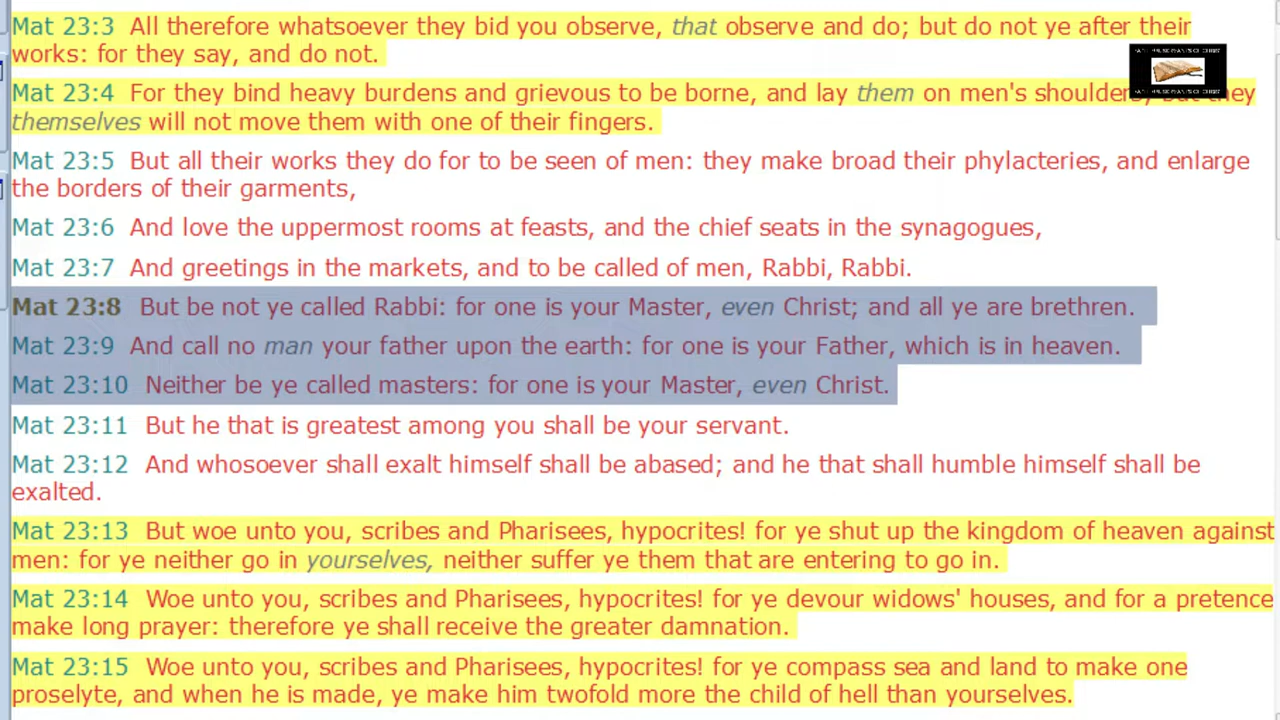 Mat 23:3 All therefore whatsoever they bid you observe, that observe and do; but do not ye after their
works: for they say, and do not.
Mat 23:4 For they bind heavy burdens and grievous to be borne, and lay them on men's shoulders; but they
themselves will not move them with one of their fingers.
Mat 23:5 But all their works they do for to be seen of men: they make broad their phylacteries, and enlarge
the borders of their garments,
Mat 23:6 And love the uppermost rooms at feasts, and the chief seats in the synagogues,
Mat 23:7 And greetings in the markets, and to be called of men, Rabbi, Rabbi.
Mat 23:8 But be not ye called Rabbi: for one is your Master, even Christ; and all ye are brethren.
Mat 23:9 And call no man your father upon the earth: for one is your Father, which is in heaven.
Mat 23:10 Neither be ye called masters: for one is your Master, even Christ.
Mat 23:11 But he that is greatest among you shall be your servant.
Mat 23:12 And whosoever shall exalt himself shall be abased; and he that shall humble himself shall be
exalted.
Mat 23:13 But woe unto you, scribes and Pharisees, hypocrites! for ye shut up the kingdom of heaven against
men: for ye neither go in yourselves, neither suffer ye them that are entering to go in.
Mat 23:14 Woe unto you, scribes and Pharisees, hypocrites! for ye devour widows' houses, and for a pretence
make long prayer: therefore ye shall receive the greater damnation.
Mat 23:15 Woe unto you, scribes and Pharisees, hypocrites! for ye compass sea and land to make one
proselyte, and when he is made, ye make him twofold more the child of hell than yourselves.